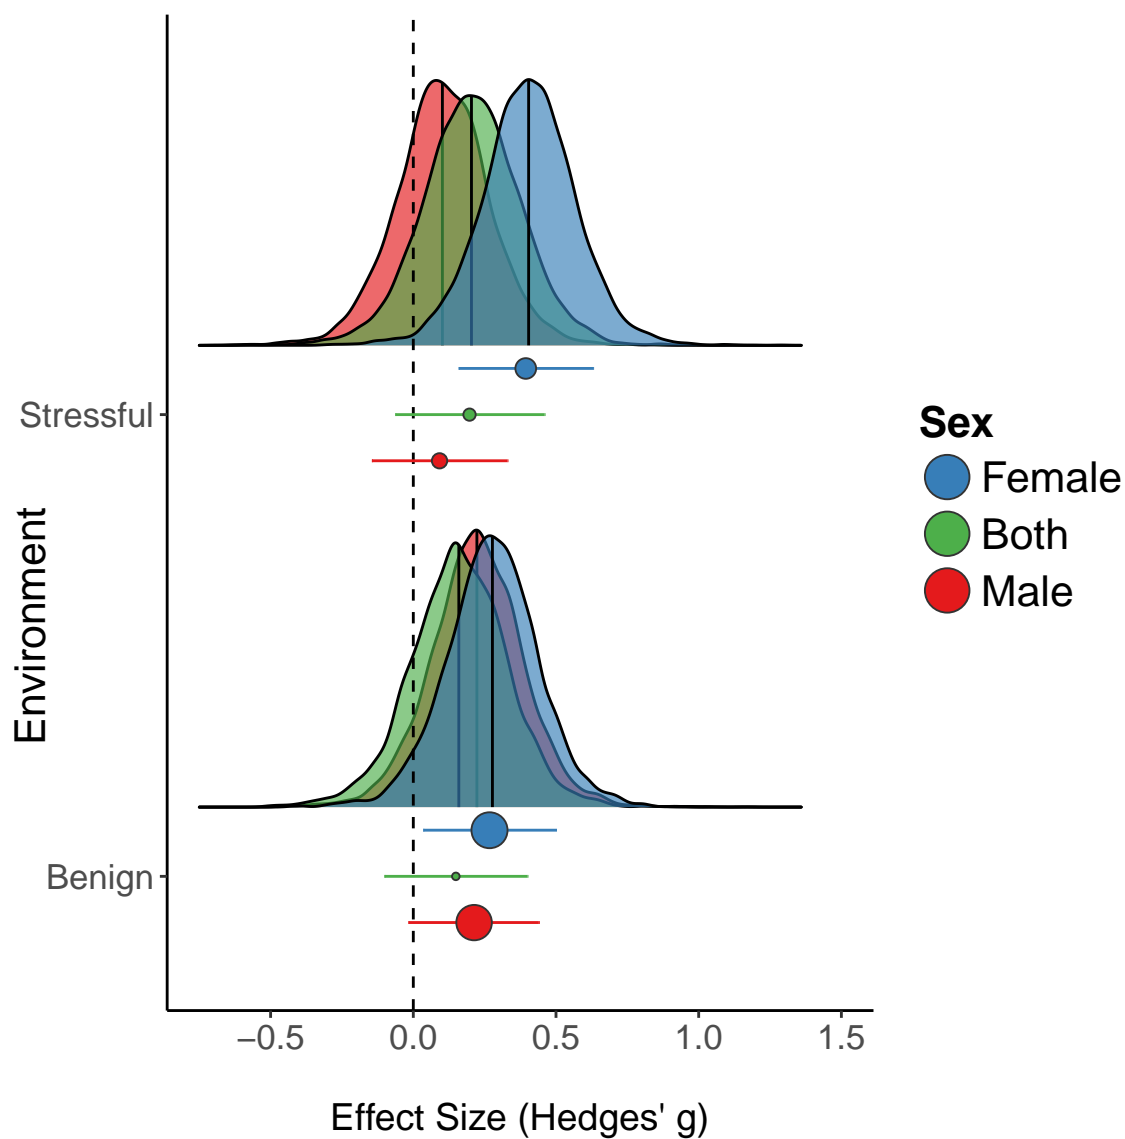 Stressful
Benign
Environment
−0.5 0.0 0.5 1.0 1.5
Effect Size (Hedges' g)
Sex
Female
Both
Male